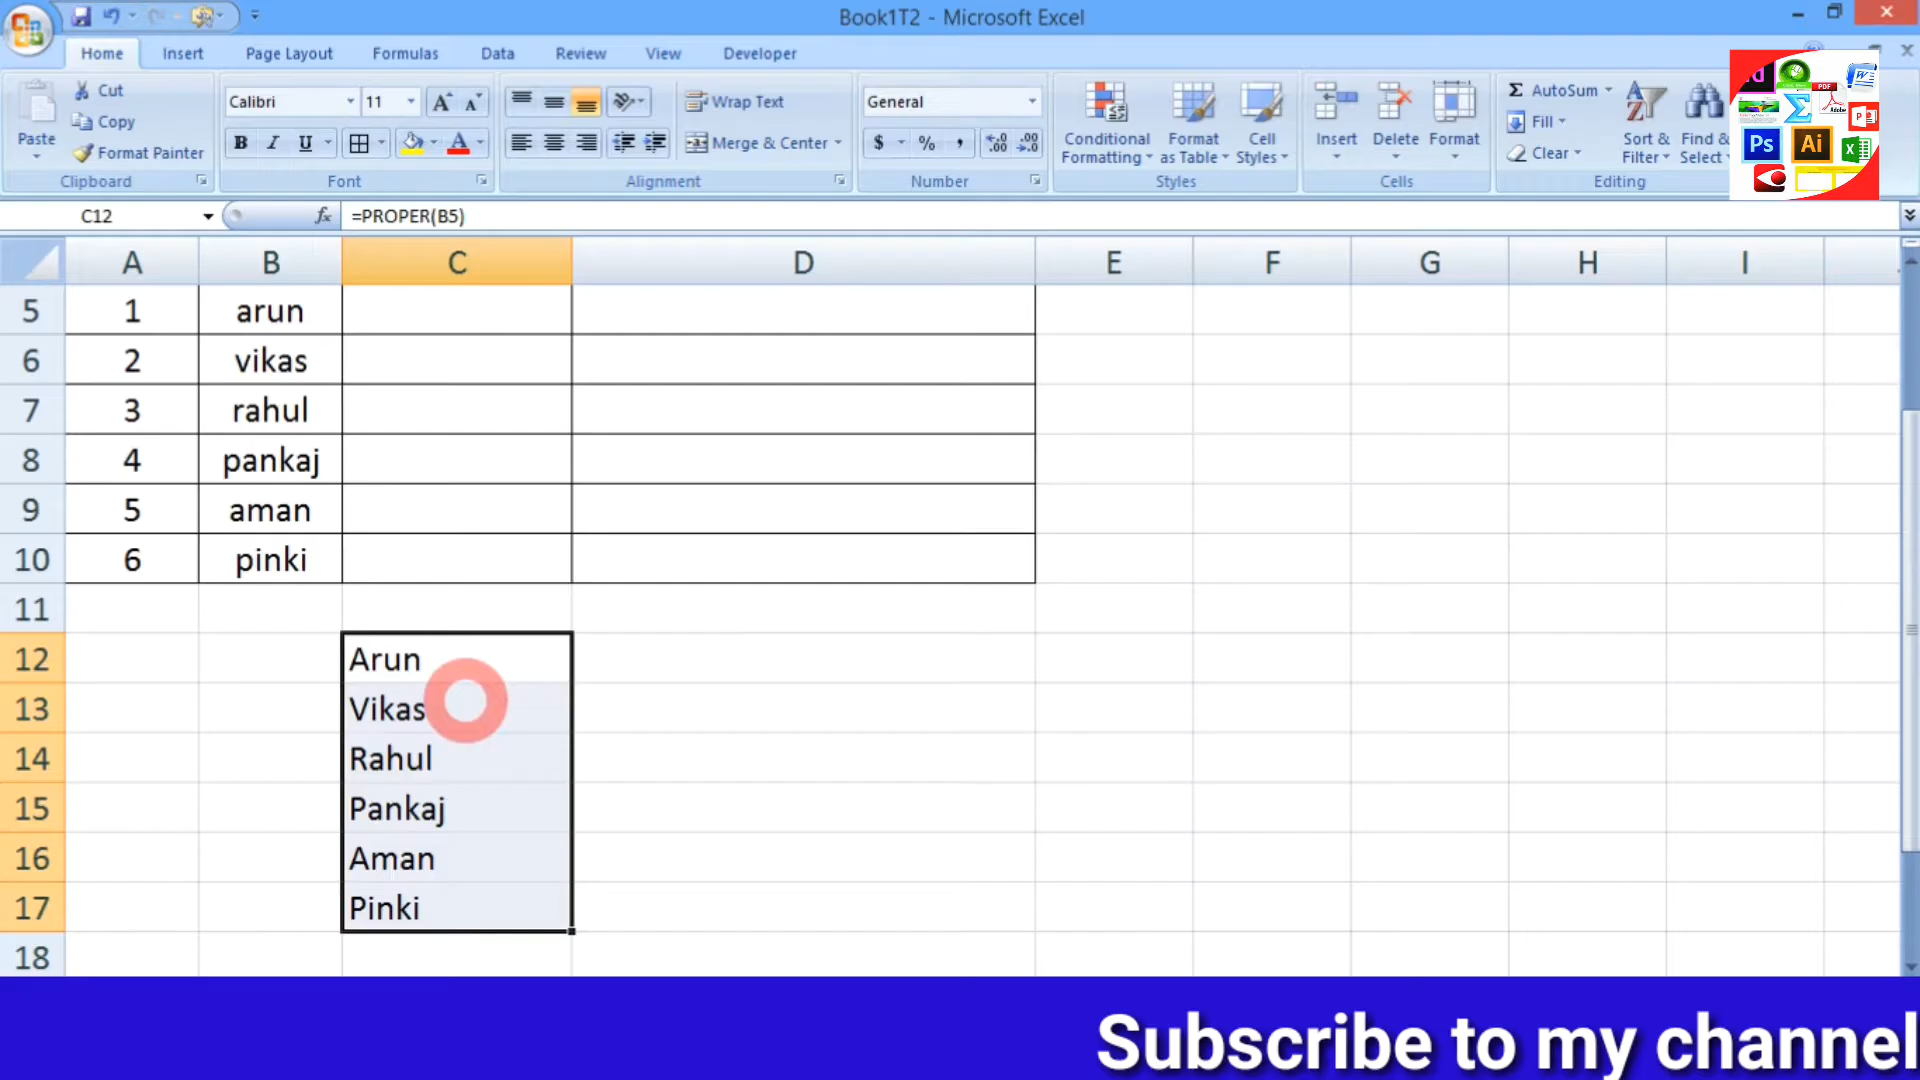 Book1T2 - Microsoft Excel
Home Insert Page Layout Formulas Data Review View Developer
Paste
Cut
Copy
Format Painter
Clipboard
Calibri 11
B I U
Font
Wrap Text
Merge & Center
Alignment
General
$ % ,
Number
Conditional Formatting
Format as Table
Cell Styles
Styles
Insert Delete Format
Cells
Σ AutoSum
Fill
Clear
Sort & Filter
Find & Select
Editing
Ps Ai
C12 fx =PROPER(B5)
A B C D E F G H I
5 1 arun
6 2 vikas
7 3 rahul
8 4 pankaj
9 5 aman
10 6 pinki
11
12 Arun
13 Vikas
14 Rahul
15 Pankaj
16 Aman
17 Pinki
18
Subscribe to my channel